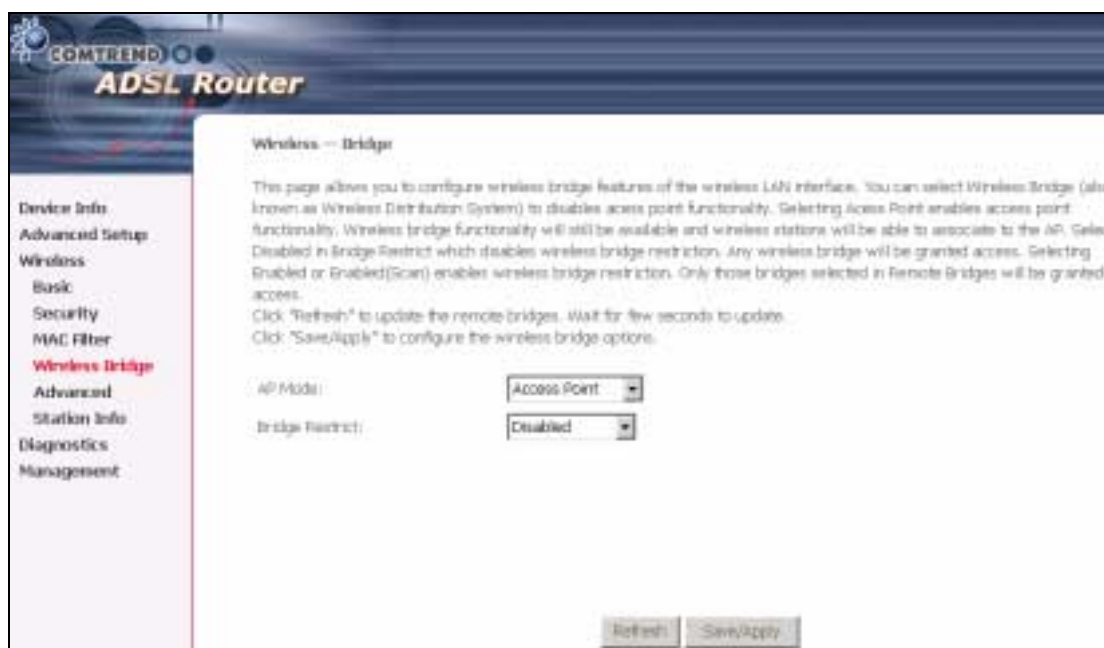 COMTREND
ADSL Router
Wireless -- Bridge
This page allows you to configure wireless bridge features of the wireless LAN interface. You can select Wireless Bridge (also
known as Wireless Distribution System) to disables acess point functionality. Selecting Acess Point enables access point
functionality. Wireless bridge functionality will still be available and wireless stations will be able to associate to the AP. Selec
Disabled in Bridge Restrict which disables wireless bridge restriction. Any wireless bridge will be granted access. Selecting
Enabled or Enabled(Scan) enables wireless bridge restriction. Only those bridges selected in Remote Bridges will be granted
access.
Click "Refresh" to update the remote bridges. Wait for few seconds to update.
Click "Save/Apply" to configure the wireless bridge options.
AP Mode: Access Point
Bridge Restrict: Disabled
Refresh Save/Apply
Device Info
Advanced Setup
Wireless
Basic
Security
MAC Filter
Wireless Bridge
Advanced
Station Info
Diagnostics
Management